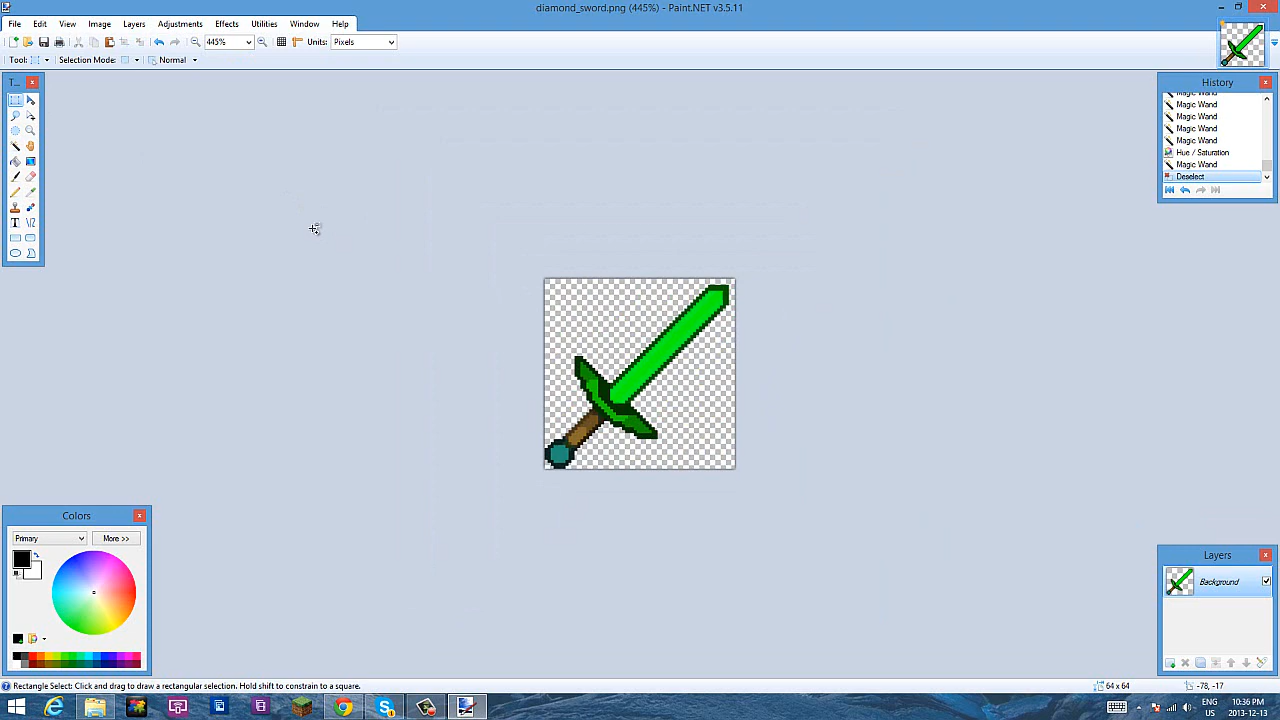 diamond_sword.png (445%) - Paint.NET v3.5.11
File Edit View Image Layers Adjustments Effects Utilities Window Help
445% Units: Pixels
Tool: Selection Mode: Normal
T...
History
Magic Wand
Magic Wand
Magic Wand
Magic Wand
Magic Wand
Hue / Saturation
Magic Wand
Deselect
Colors
Primary More >>
Layers
Background
Rectangle Select: Click and drag to draw a rectangular selection. Hold shift to constrain to a square. 64 x 64 -78, -17
ENG 10:36 PM
US 2013-12-13